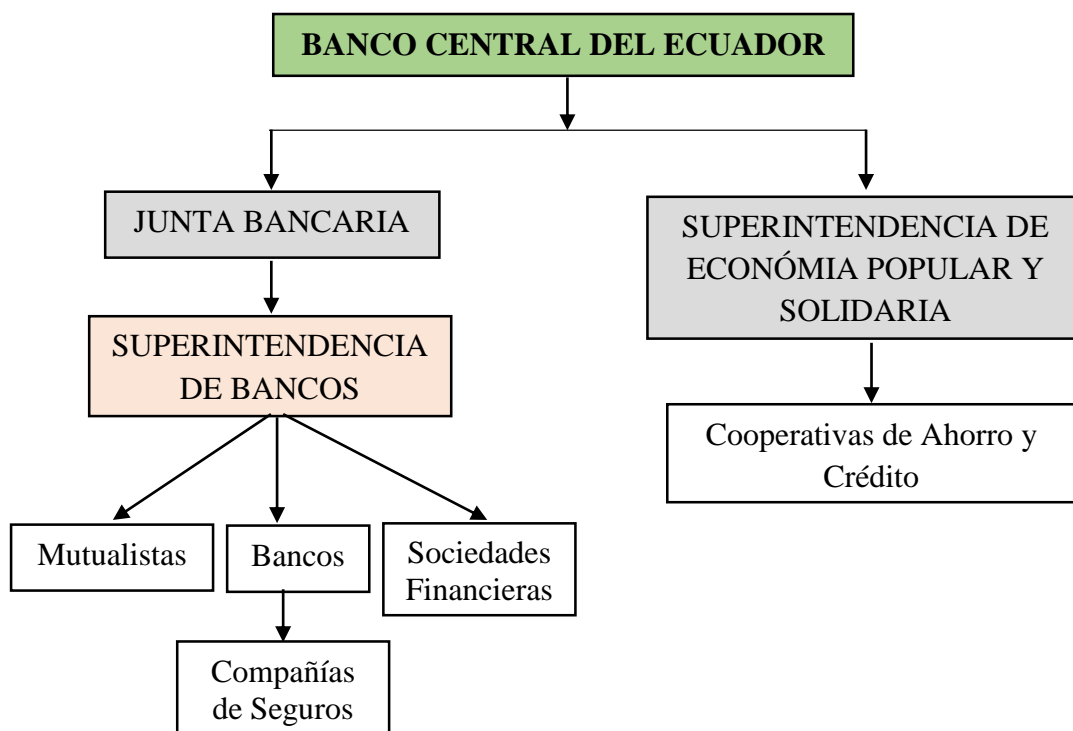 BANCO CENTRAL DEL ECUADOR
JUNTA BANCARIA
SUPERINTENDENCIA DE
ECONÓMIA POPULAR Y
SOLIDARIA
SUPERINTENDENCIA
DE BANCOS
Cooperativas de Ahorro y
Crédito
Mutualistas
Bancos
Sociedades
Financieras
Compañías
de Seguros